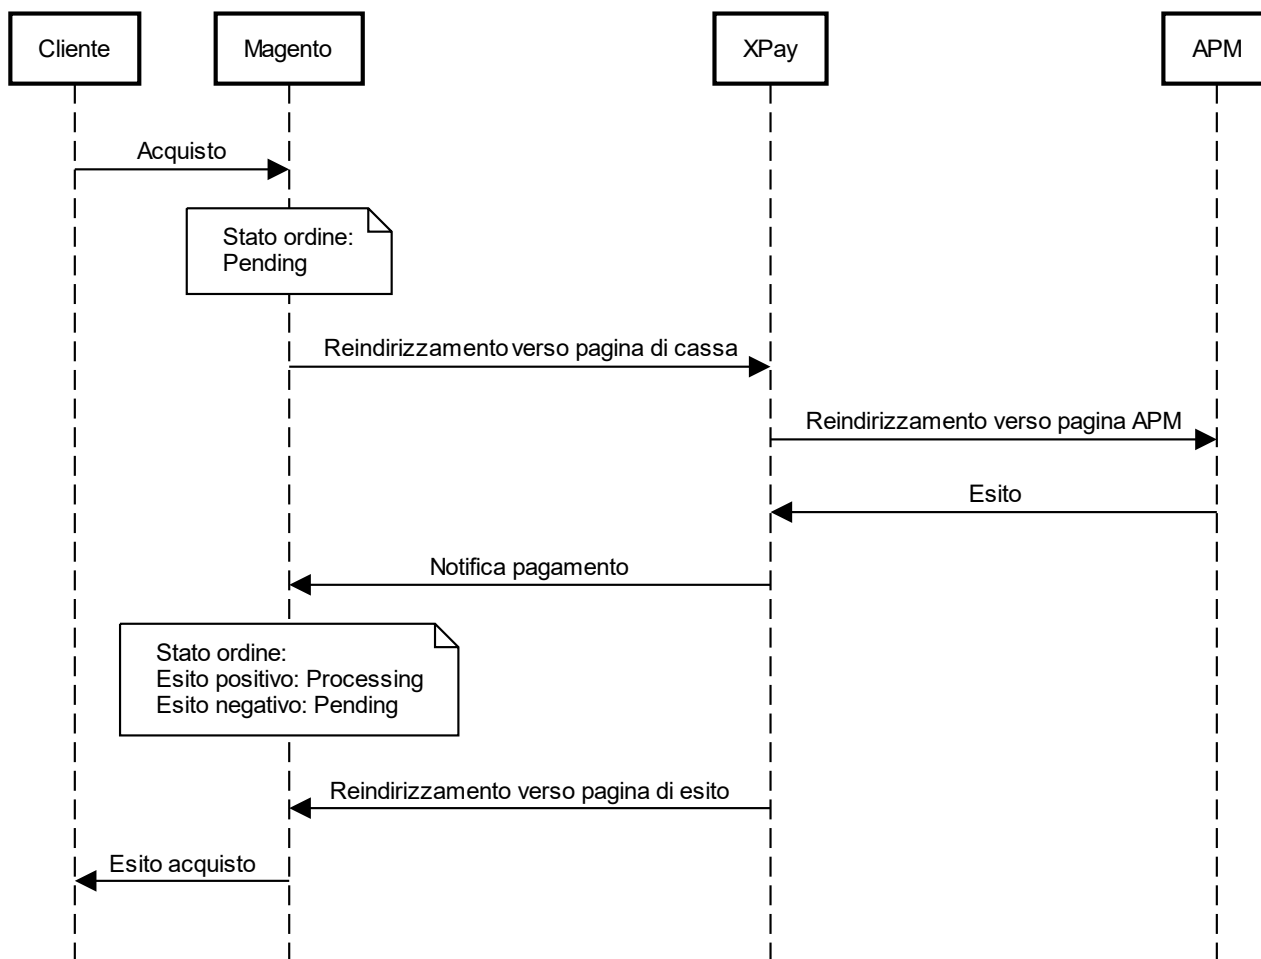 Cliente
Magento
XPay
APM
Acquisto
Stato ordine:
Pending
Reindirizzamento verso pagina di cassa
Reindirizzamento verso pagina APM
Esito
Notifica pagamento
Stato ordine:
Esito positivo: Processing
Esito negativo: Pending
Reindirizzamento verso pagina di esito
Esito acquisto